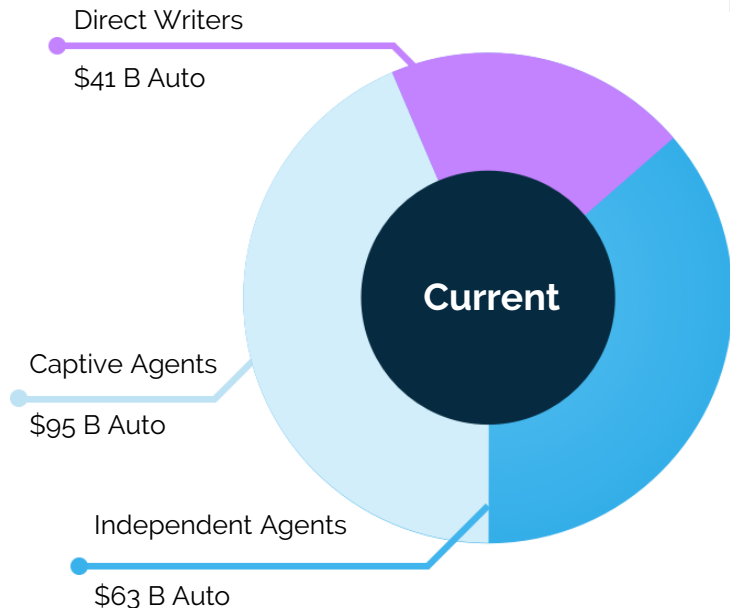 Direct Writers
$41 B Auto
Current
Captive Agents
$95 B Auto
Independent Agents
$63 B Auto